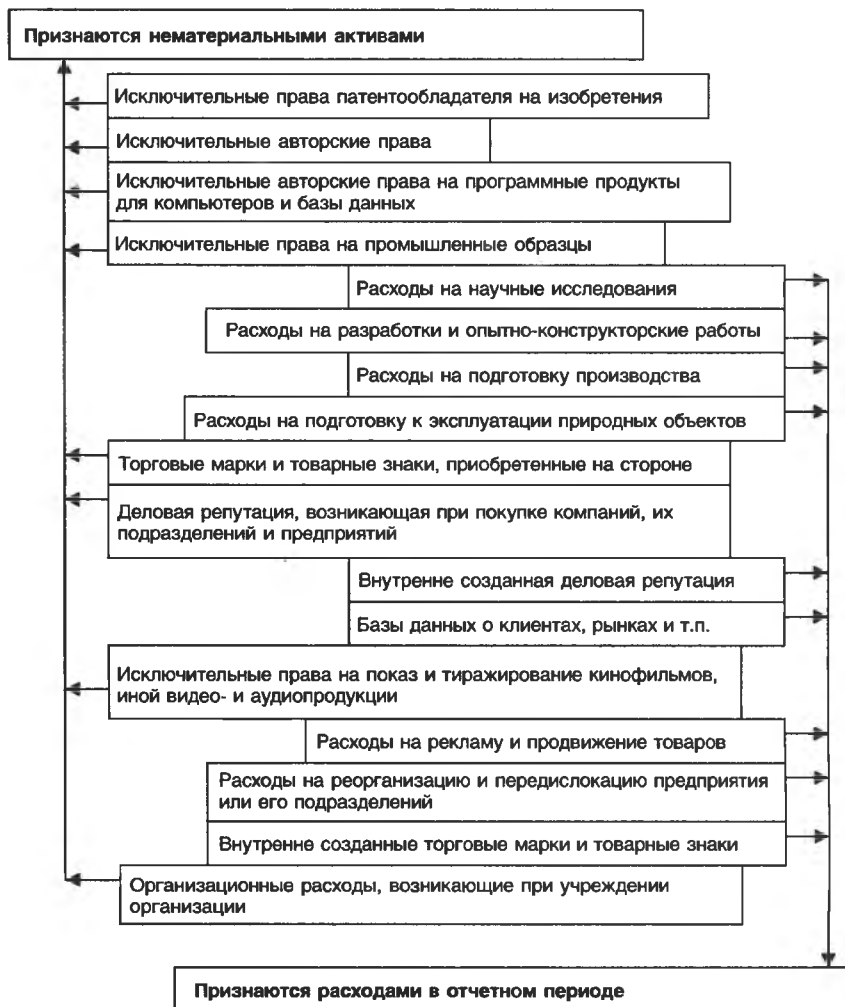 Признаются нематериальными активами
Исключительные права патентообладателя на изобретения
Исключительные авторские права
Исключительные авторские права на программные продукты
для компьютеров и базы данных
Исключительные права на промышленные образцы
Расходы на научные исследования
Расходы на разработки и опытно-конструкторские работы
Расходы на подготовку производства
Расходы на подготовку к эксплуатации природных объектов
Торговые марки и товарные знаки, приобретенные на стороне
Деловая репутация, возникающая при покупке компаний, их
подразделений и предприятий
Внутренне созданная деловая репутация
Базы данных о клиентах, рынках и т.п.
Исключительные права на показ и тиражирование кинофильмов,
иной видео- и аудиопродукции
Расходы на рекламу и продвижение товаров
Расходы на реорганизацию и передислокацию предприятия
или его подразделений
Внутренне созданные торговые марки и товарные знаки
Организационные расходы, возникающие при учреждении
организации
Признаются расходами в отчетном периоде